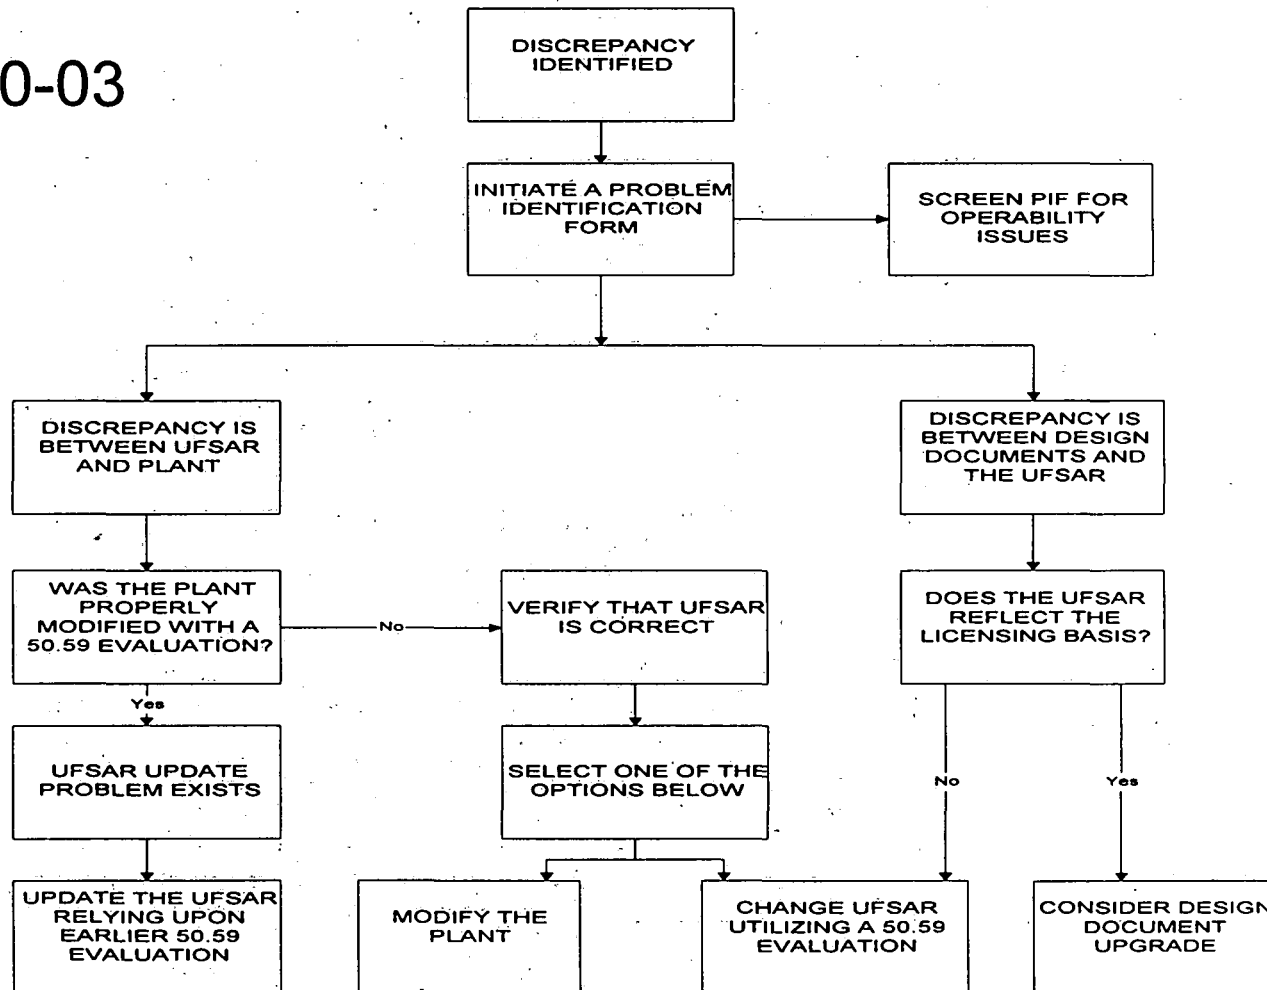 0-03
DISCREPANCY
IDENTIFIED
INITIATE A PROBLEM
IDENTIFICATION
FORM
SCREEN PIF FOR
OPERABILITY
ISSUES
DISCREPANCY IS
BETWEEN UFSAR
AND PLANT
DISCREPANCY IS
BETWEEN DESIGN
DOCUMENTS AND
THE UFSAR
WAS THE PLANT
PROPERLY
MODIFIED WITH A
50.59 EVALUATION?
No
VERIFY THAT UFSAR
IS CORRECT
DOES THE UFSAR
REFLECT THE
LICENSING BASIS?
Yes
UFSAR UPDATE
PROBLEM EXISTS
SELECT ONE OF THE
OPTIONS BELOW
No
Yes
UPDATE THE UFSAR
RELYING UPON
EARLIER 50.59
EVALUATION
MODIFY THE
PLANT
CHANGE UFSAR
UTILIZING A 50.59
EVALUATION
CONSIDER DESIGN
DOCUMENT
UPGRADE